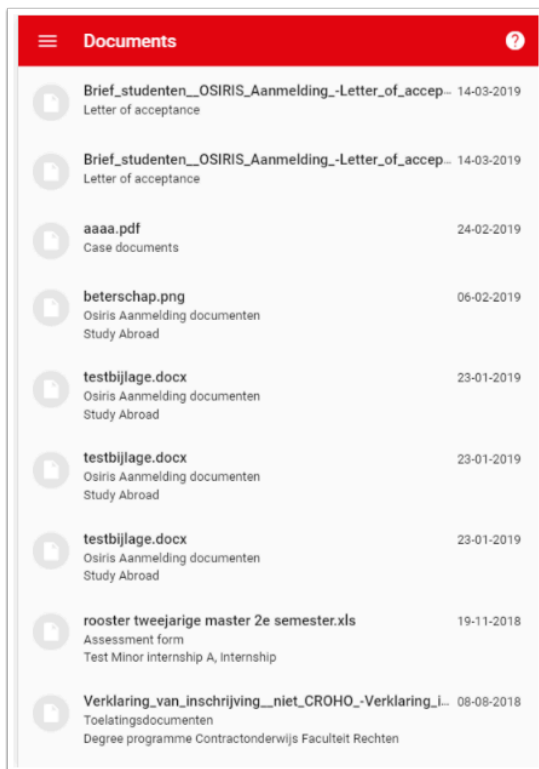 Documents
?
Brief_studenten__OSIRIS_Aanmelding_-Letter_of_accep... 14-03-2019
Letter of acceptance
Brief_studenten__OSIRIS_Aanmelding_-Letter_of_accep... 14-03-2019
Letter of acceptance
aaaa.pdf 24-02-2019
Case documents
beterschap.png 06-02-2019
Osiris Aanmelding documenten
Study Abroad
testbijlage.docx 23-01-2019
Osiris Aanmelding documenten
Study Abroad
testbijlage.docx 23-01-2019
Osiris Aanmelding documenten
Study Abroad
testbijlage.docx 23-01-2019
Osiris Aanmelding documenten
Study Abroad
rooster tweejarige master 2e semester.xls 19-11-2018
Assessment form
Test Minor internship A, Internship
Verklaring_van_inschrijving__niet_CROHO_-Verklaring_i... 08-08-2018
Toelatingsdocumenten
Degree programme Contractonderwijs Faculteit Rechten